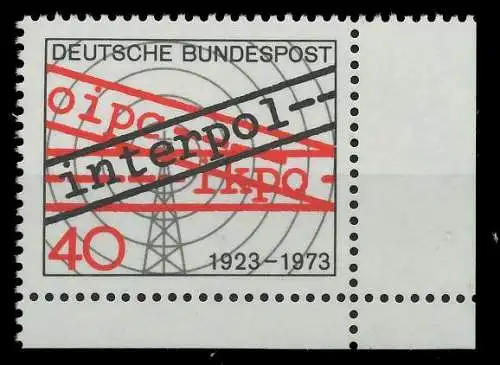 DEUTSCHE BUNDESPOST
oipc
interpol--
ikpo -
40
1923-1973